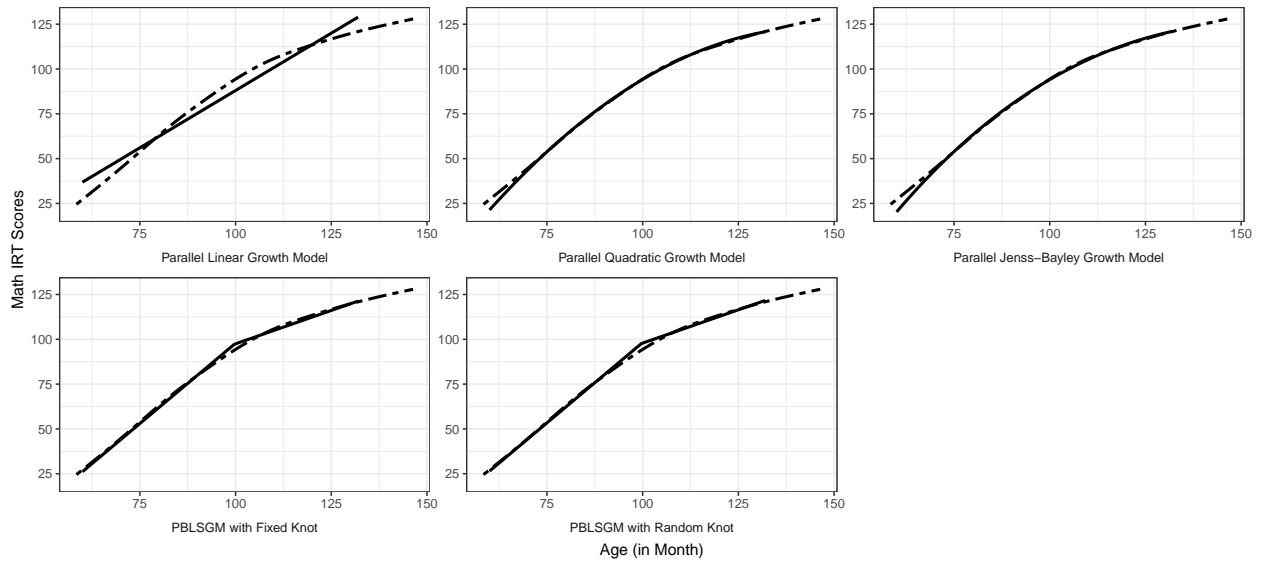 Math IRT Scores
125
100
75
50
25
75 100 125 150
Parallel Linear Growth Model
125
100
75
50
25
75 100 125 150
Parallel Quadratic Growth Model
125
100
75
50
25
75 100 125 150
Parallel Jenss−Bayley Growth Model
125
100
75
50
25
75 100 125 150
PBLSGM with Fixed Knot
125
100
75
50
25
75 100 125 150
PBLSGM with Random Knot
Age (in Month)